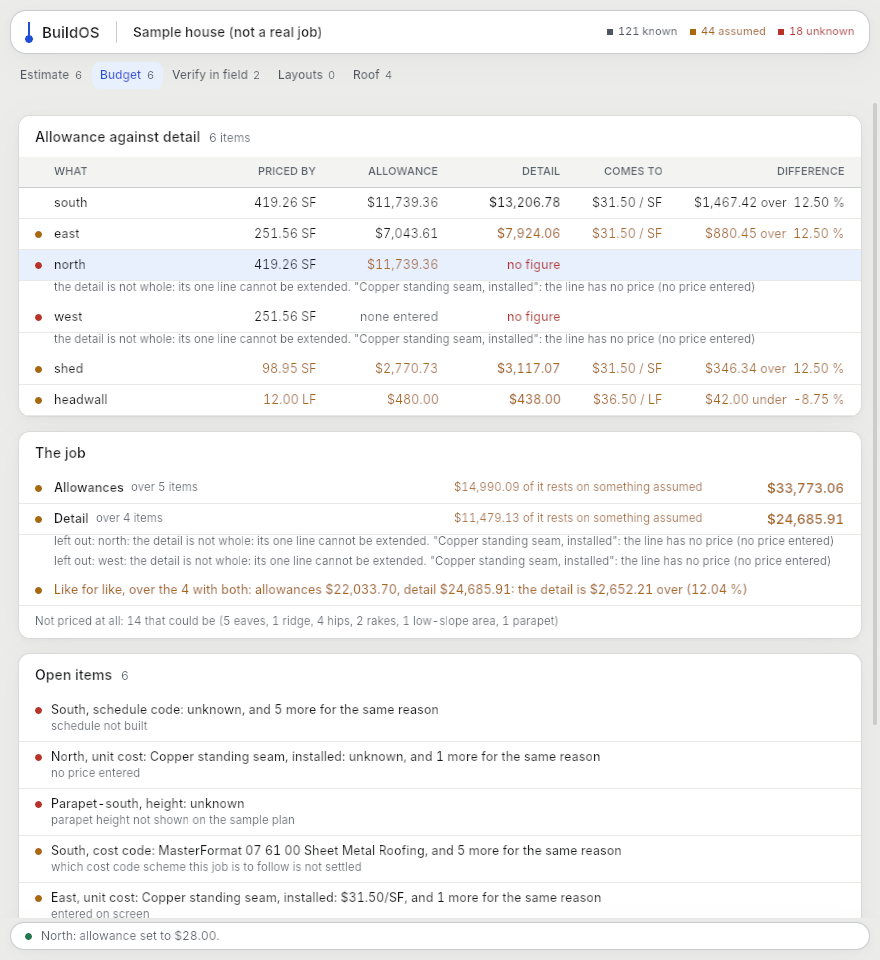 BuildOS Sample house (not a real job) 121 known 44 assumed 18 unknown
Estimate 6 Budget 6 Verify in field 2 Layouts 0 Roof 4
Allowance against detail 6 items
WHAT PRICED BY ALLOWANCE DETAIL COMES TO DIFFERENCE
south 419.26 SF $11,739.36 $13,206.78 $31.50 / SF $1,467.42 over 12.50 %
east 251.56 SF $7,043.61 $7,924.06 $31.50 / SF $880.45 over 12.50 %
north 419.26 SF $11,739.36 no figure
the detail is not whole: its one line cannot be extended. "Copper standing seam, installed": the line has no price (no price entered)
west 251.56 SF none entered no figure
the detail is not whole: its one line cannot be extended. "Copper standing seam, installed": the line has no price (no price entered)
shed 98.95 SF $2,770.73 $3,117.07 $31.50 / SF $346.34 over 12.50 %
headwall 12.00 LF $480.00 $438.00 $36.50 / LF $42.00 under -8.75 %
The job
Allowances over 5 items $14,990.09 of it rests on something assumed $33,773.06
Detail over 4 items $11,479.13 of it rests on something assumed $24,685.91
left out: north: the detail is not whole: its one line cannot be extended. "Copper standing seam, installed": the line has no price (no price entered)
left out: west: the detail is not whole: its one line cannot be extended. "Copper standing seam, installed": the line has no price (no price entered)
Like for like, over the 4 with both: allowances $22,033.70, detail $24,685.91: the detail is $2,652.21 over (12.04 %)
Not priced at all: 14 that could be (5 eaves, 1 ridge, 4 hips, 2 rakes, 1 low-slope area, 1 parapet)
Open items 6
South, schedule code: unknown, and 5 more for the same reason
schedule not built
North, unit cost: Copper standing seam, installed: unknown, and 1 more for the same reason
no price entered
Parapet-south, height: unknown
parapet height not shown on the sample plan
South, cost code: MasterFormat 07 61 00 Sheet Metal Roofing, and 5 more for the same reason
which cost code scheme this job is to follow is not settled
East, unit cost: Copper standing seam, installed: $31.50/SF, and 1 more for the same reason
entered on screen
North: allowance set to $28.00.